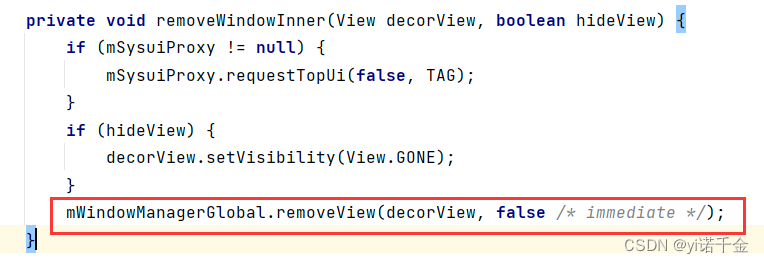 private void removeWindowInner(View decorView, boolean hideView) {
if (mSysuiProxy != null) {
mSysuiProxy.requestTopUi(false, TAG);
}
if (hideView) {
decorView.setVisibility(View.GONE);
}
mWindowManagerGlobal.removeView(decorView, false /* immediate */);
}
CSDN @yi诺千金